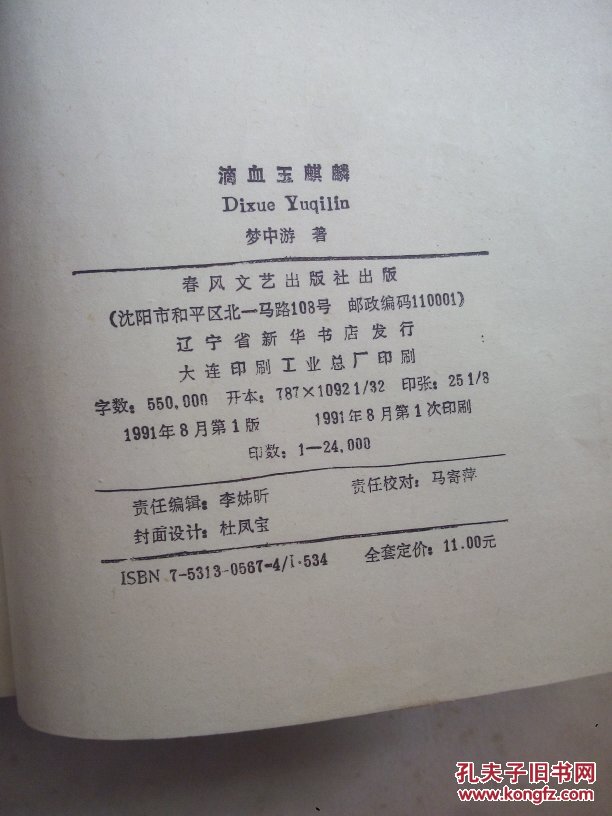 滴血玉麒麟
Dixue Yuqilin
梦中游 著
春风文艺出版社出版
(沈阳市和平区北一马路108号 邮政编码110001)
辽宁省新华书店发行
大连印刷工业总厂印刷
字数：550,000 开本：787×1092 1/32 印张：25 1/8
1991年8月第1版 1991年8月第1次印刷
印数：1—24,000
责任编辑：李姊昕 责任校对：马寄萍
封面设计：杜凤宝
ISBN 7-5313-0567-4/I·534 全套定价：11.00元
孔夫子旧书网
www.kongfz.com